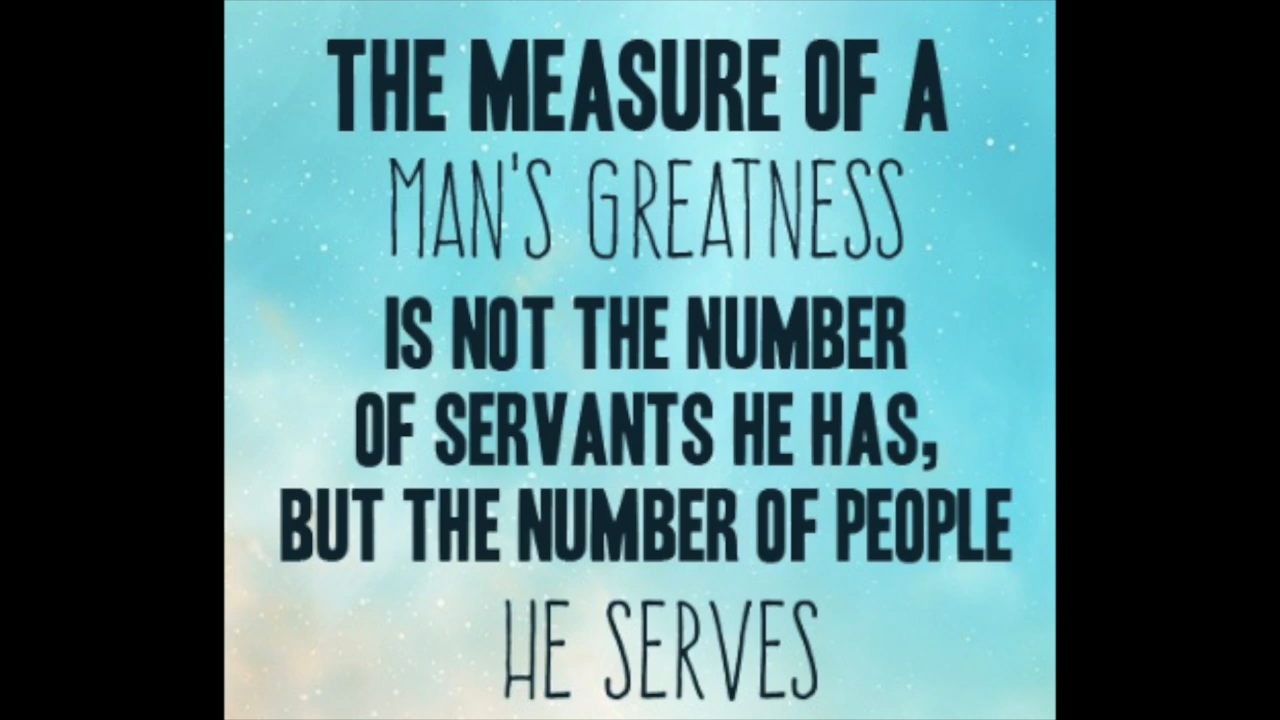 THE MEASURE OF A
MAN'S GREATNESS
IS NOT THE NUMBER
OF SERVANTS HE HAS,
BUT THE NUMBER OF PEOPLE
HE SERVES